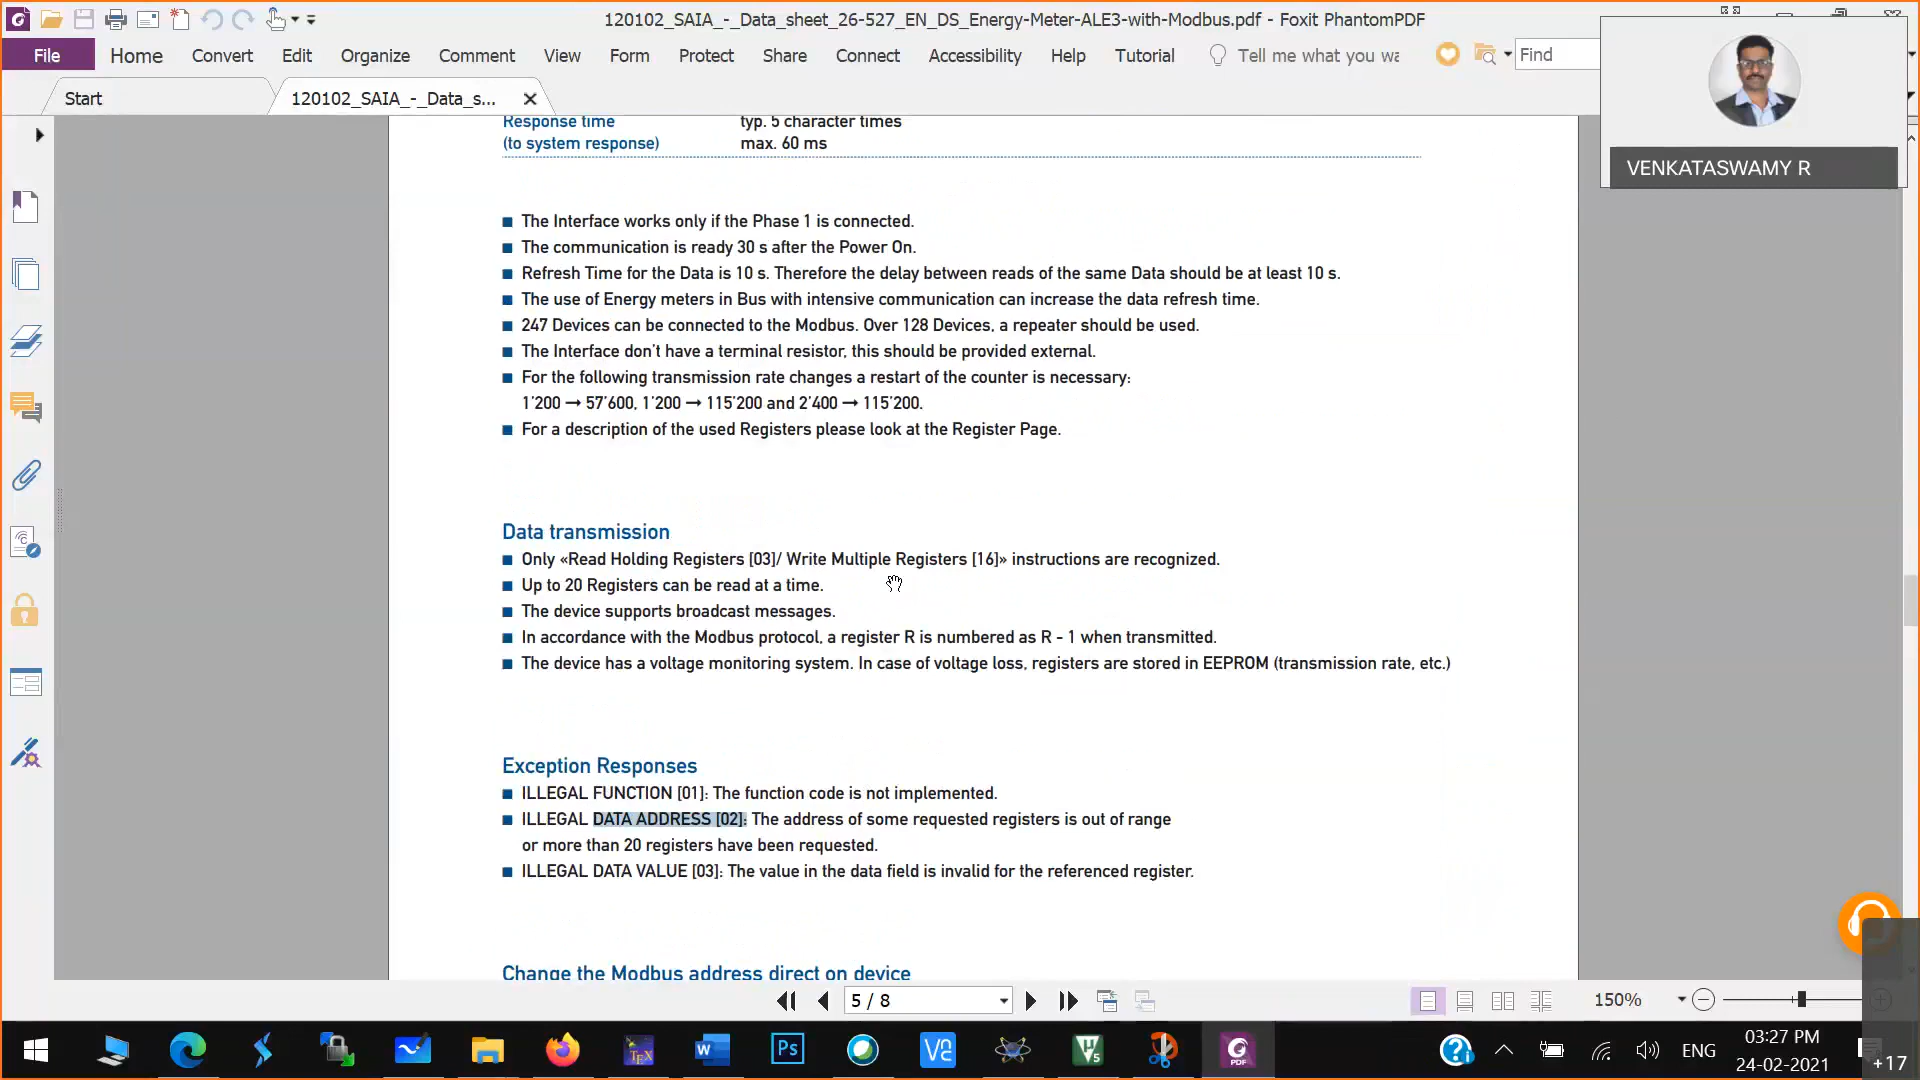 120102_SAIA_-_Data_sheet_26-527_EN_DS_Energy-Meter-ALE3-with-Modbus.pdf - Foxit PhantomPDF
File Home Convert Edit Organize Comment View Form Protect Share Connect Accessibility Help Tutorial Tell me what you wa Find
Start 120102_SAIA_-_Data_s...
VENKATASWAMY R
Response time typ. 5 character times
(to system response) max. 60 ms
The Interface works only if the Phase 1 is connected.
The communication is ready 30 s after the Power On.
Refresh Time for the Data is 10 s. Therefore the delay between reads of the same Data should be at least 10 s.
The use of Energy meters in Bus with intensive communication can increase the data refresh time.
247 Devices can be connected to the Modbus. Over 128 Devices, a repeater should be used.
The Interface don't have a terminal resistor, this should be provided external.
For the following transmission rate changes a restart of the counter is necessary:
1'200 → 57'600, 1'200 → 115'200 and 2'400 → 115'200.
For a description of the used Registers please look at the Register Page.
Data transmission
Only «Read Holding Registers [03]/ Write Multiple Registers [16]» instructions are recognized.
Up to 20 Registers can be read at a time.
The device supports broadcast messages.
In accordance with the Modbus protocol, a register R is numbered as R - 1 when transmitted.
The device has a voltage monitoring system. In case of voltage loss, registers are stored in EEPROM (transmission rate, etc.)
Exception Responses
ILLEGAL FUNCTION [01]: The function code is not implemented.
ILLEGAL DATA ADDRESS [02]: The address of some requested registers is out of range
or more than 20 registers have been requested.
ILLEGAL DATA VALUE [03]: The value in the data field is invalid for the referenced register.
Change the Modbus address direct on device
5 / 8 150%
TEX W Ps V2 5 PDF ENG 03:27 PM
24-02-2021 +17